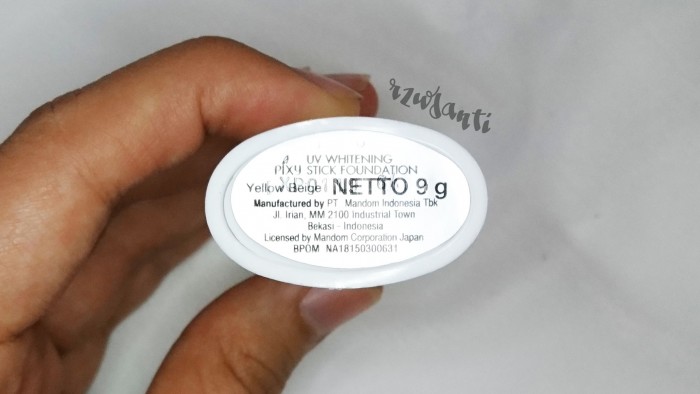 rzusanti
UV WHITENING
PIXY STICK FOUNDATION
Yellow Beige NETTO 9 g
Manufactured by PT Mandom Indonesia Tbk
Jl. Irian, MM 2100 Industrial Town
Bekasi - Indonesia
Licensed by Mandom Corporation Japan
BPOM NA18150300631